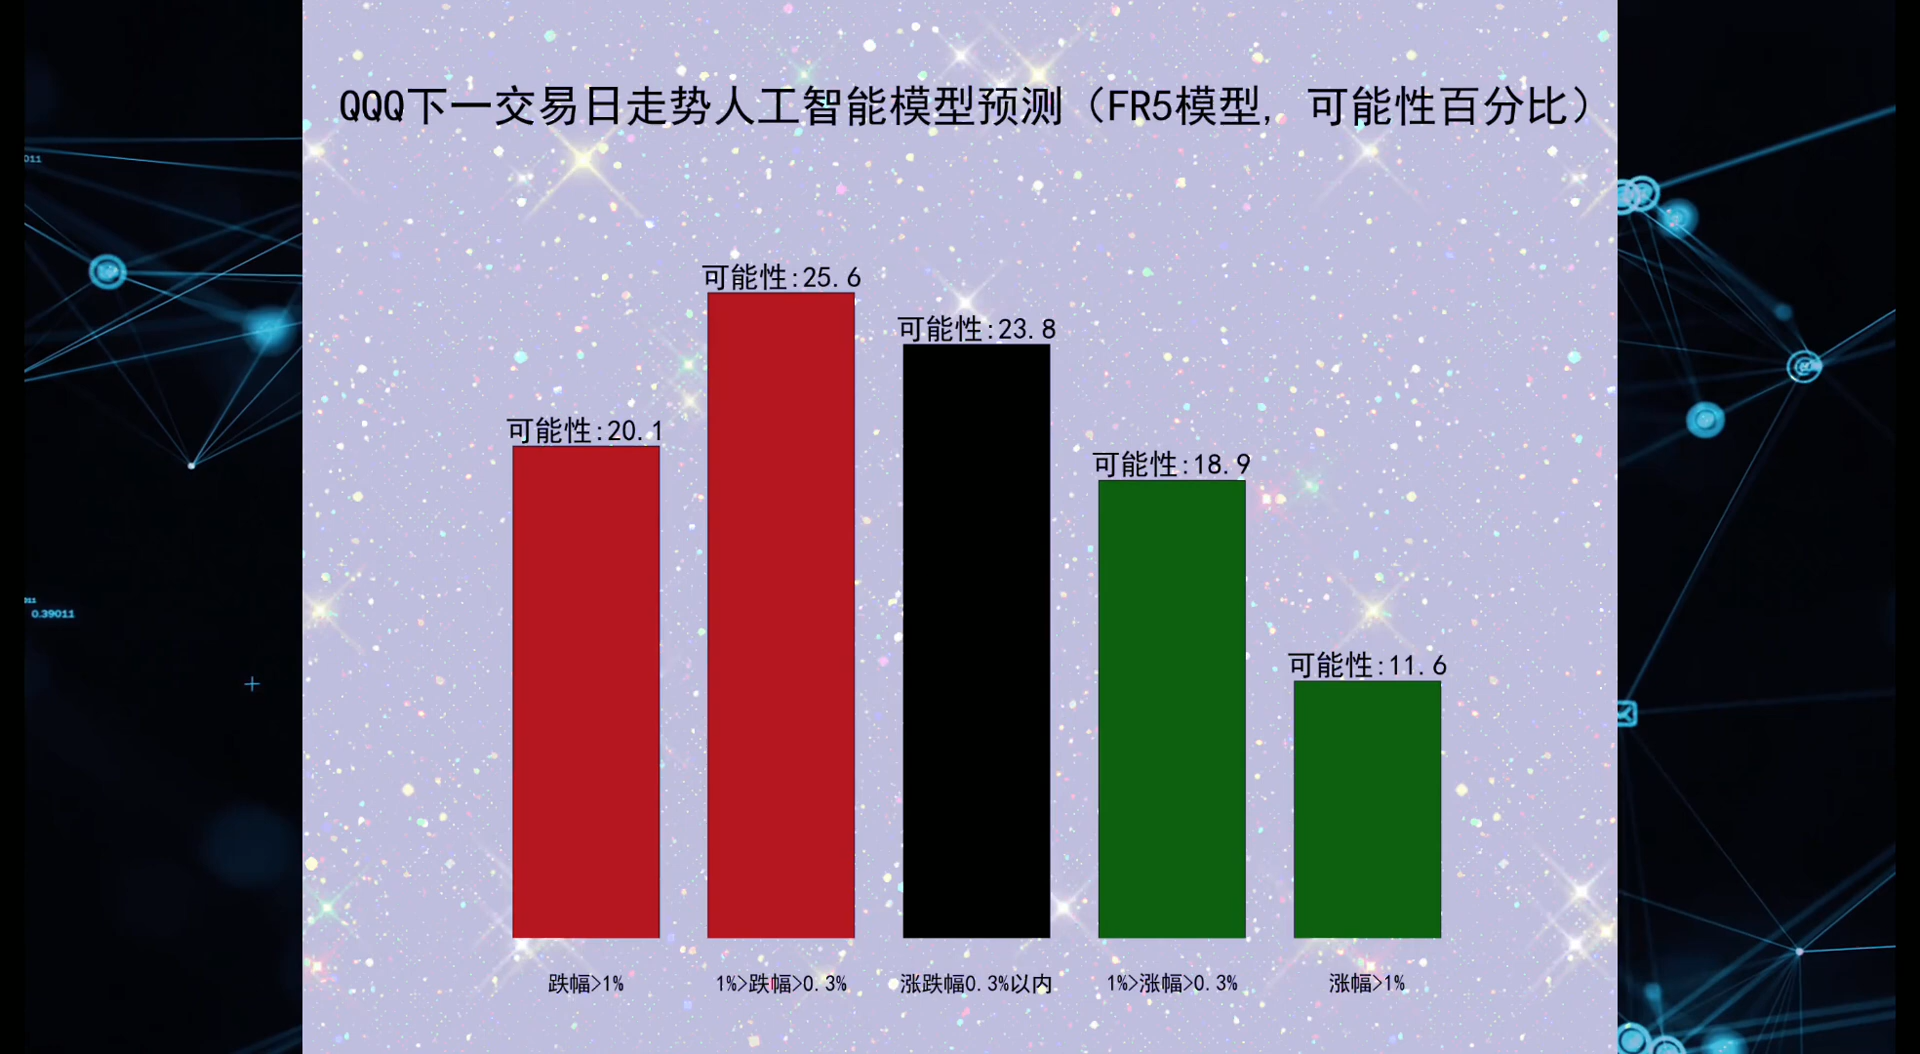 QQQ下一交易日走势人工智能模型预测（FR5模型, 可能性百分比）
可能性:25.6
可能性:23.8
可能性:20.1
可能性:18.9
可能性:11.6
跌幅>1%
1%>跌幅>0.3%
涨跌幅0.3%以内
1%>涨幅>0.3%
涨幅>1%
0.39011